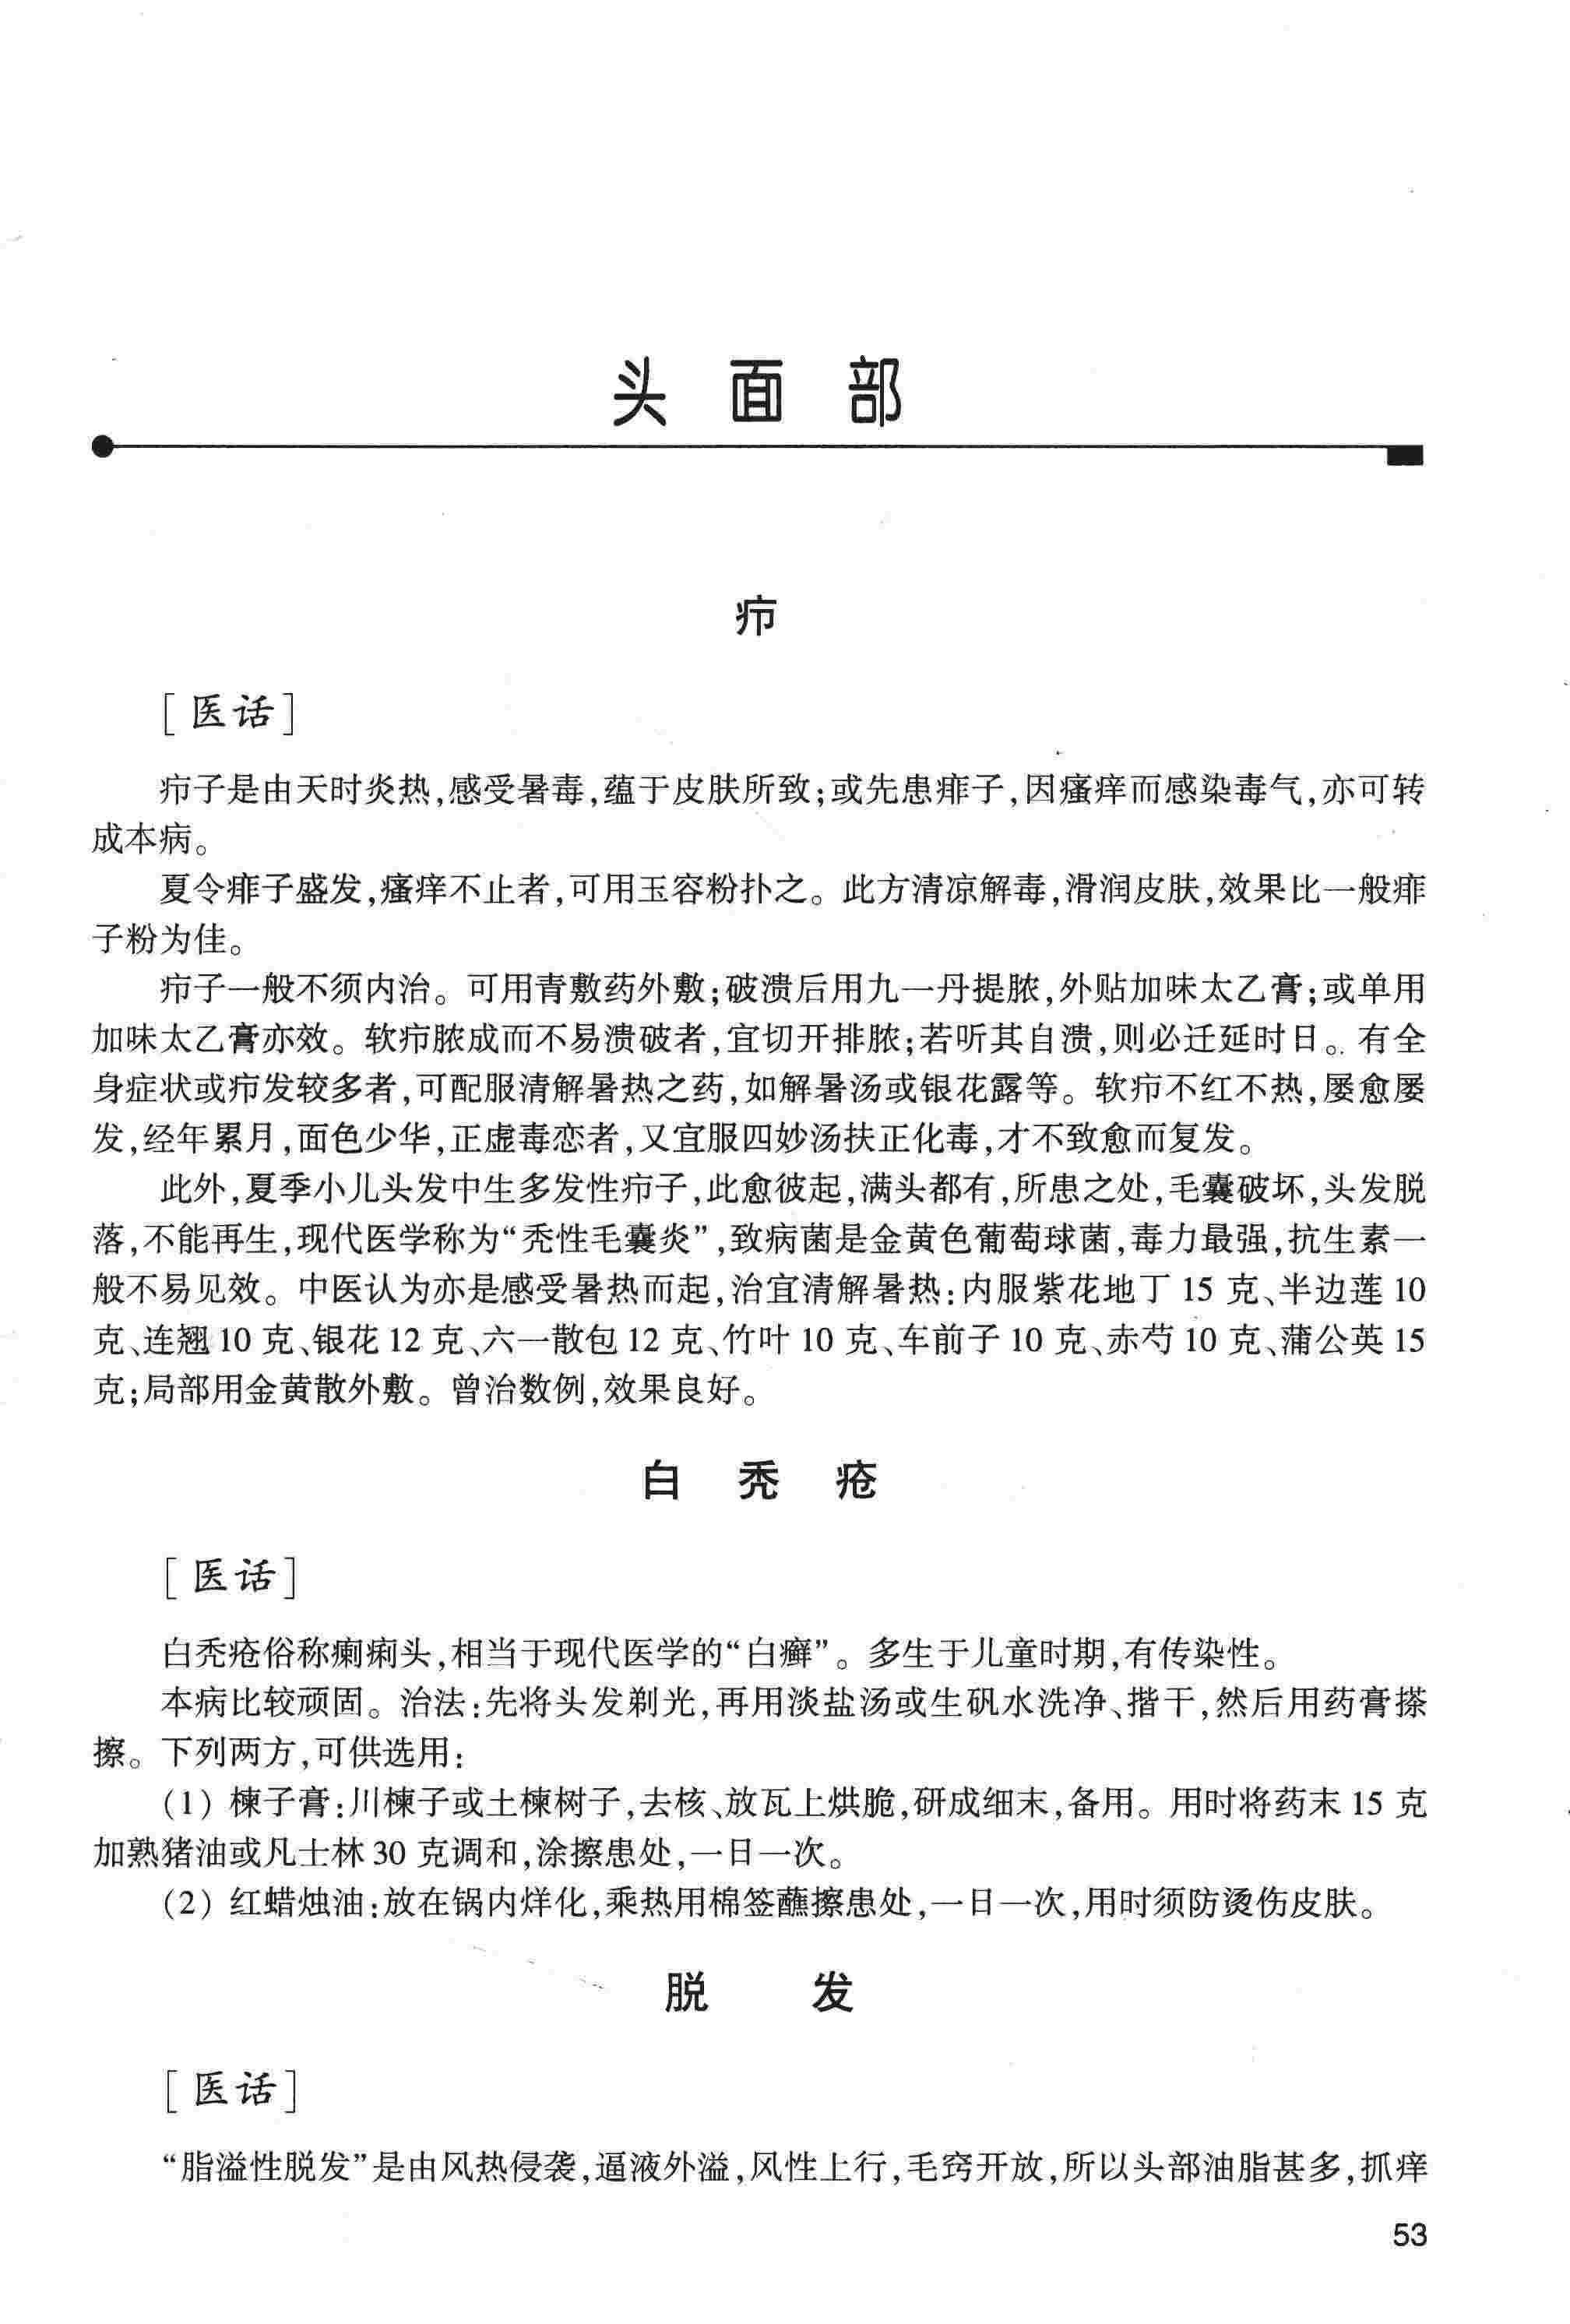 头面部
疖
[医话]
疖子是由天时炎热,感受暑毒,蕴于皮肤所致;或先患痱子,因瘙痒而感染毒气,亦可转
成本病。
夏令痱子盛发,瘙痒不止者,可用玉容粉扑之。此方清凉解毒,滑润皮肤,效果比一般痱
子粉为佳。
疖子一般不须内治。可用青敷药外敷;破溃后用九一丹提脓,外贴加味太乙膏;或单用
加味太乙膏亦效。软疖脓成而不易溃破者,宜切开排脓;若听其自溃,则必迁延时日。有全
身症状或疖发较多者,可配服清解暑热之药,如解暑汤或银花露等。软疖不红不热,屡愈屡
发,经年累月,面色少华,正虚毒恋者,又宜服四妙汤扶正化毒,才不致愈而复发。
此外,夏季小儿头发中生多发性疖子,此愈彼起,满头都有,所患之处,毛囊破坏,头发脱
落,不能再生,现代医学称为“秃性毛囊炎”,致病菌是金黄色葡萄球菌,毒力最强,抗生素一
般不易见效。中医认为亦是感受暑热而起,治宜清解暑热:内服紫花地丁 15 克、半边莲 10
克、连翘 10 克、银花 12 克、六一散包 12 克、竹叶 10 克、车前子 10 克、赤芍 10 克、蒲公英 15
克;局部用金黄散外敷。曾治数例,效果良好。
白秃疮
[医话]
白秃疮俗称瘌痢头,相当于现代医学的“白癣”。多生于儿童时期,有传染性。
本病比较顽固。治法:先将头发剃光,再用淡盐汤或生矾水洗净、揩干,然后用药膏搽
擦。下列两方,可供选用:
(1) 楝子膏:川楝子或土楝树子,去核、放瓦上烘脆,研成细末,备用。用时将药末 15 克
加熟猪油或凡士林 30 克调和,涂擦患处,一日一次。
(2) 红蜡烛油:放在锅内烊化,乘热用棉签蘸擦患处,一日一次,用时须防烫伤皮肤。
脱发
[医话]
“脂溢性脱发”是由风热侵袭,逼液外溢,风性上行,毛窍开放,所以头部油脂甚多,抓痒
53